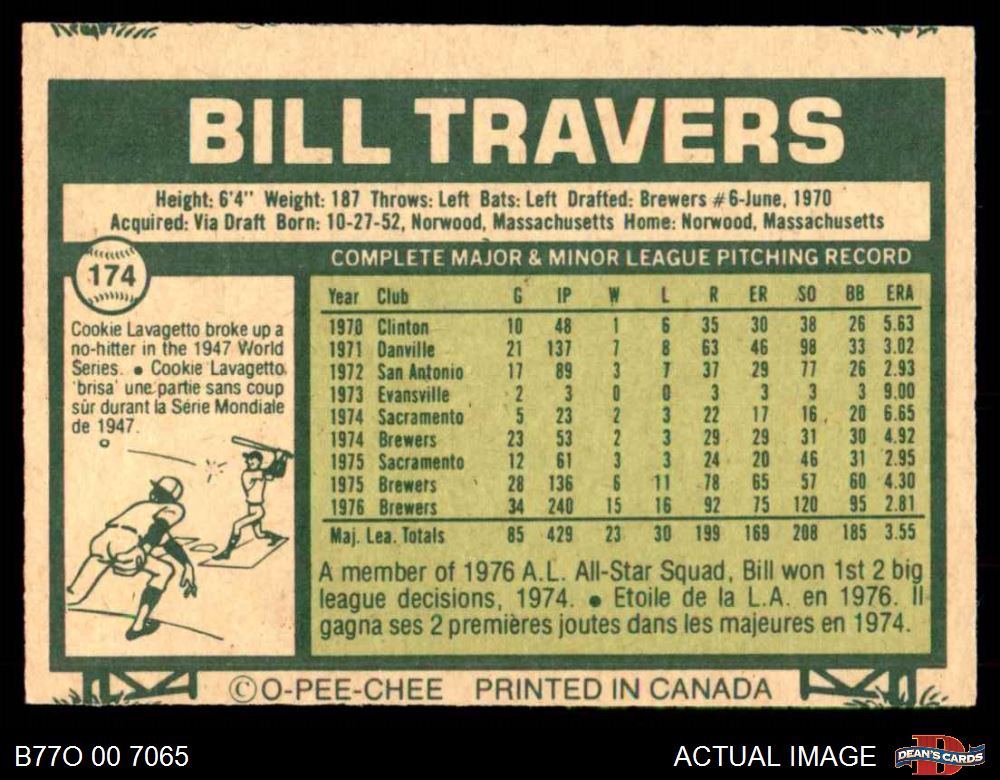 BILL TRAVERS
Height: 6'4" Weight: 187 Throws: Left Bats: Left Drafted: Brewers #6-June, 1970
Acquired: Via Draft Born: 10-27-52, Norwood, Massachusetts Home: Norwood, Massachusetts
174
Cookie Lavagetto broke up a
no-hitter in the 1947 World
Series. ● Cookie Lavagetto
'brisa' une partie sans coup
sûr durant la Série Mondiale
de 1947.
COMPLETE MAJOR & MINOR LEAGUE PITCHING RECORD
Year Club G IP W L R ER SO BB ERA
1970 Clinton 10 48 1 6 35 30 38 26 5.63
1971 Danville 21 137 7 8 63 46 98 33 3.02
1972 San Antonio 17 89 3 7 37 29 77 26 2.93
1973 Evansville 2 3 0 0 3 3 3 3 9.00
1974 Sacramento 5 23 2 3 22 17 16 20 6.65
1974 Brewers 23 53 2 3 29 29 31 30 4.92
1975 Sacramento 12 61 3 3 24 20 46 31 2.95
1975 Brewers 28 136 6 11 78 65 57 60 4.30
1976 Brewers 34 240 15 16 92 75 120 95 2.81
Maj. Lea. Totals 85 429 23 30 199 169 208 185 3.55
A member of 1976 A.L. All-Star Squad, Bill won 1st 2 big
league decisions, 1974. ● Etoile de la L.A. en 1976. Il
gagna ses 2 premières joutes dans les majeures en 1974.
©O-PEE-CHEE PRINTED IN CANADA
B77O 00 7065
ACTUAL IMAGE
DEAN'S CARDS